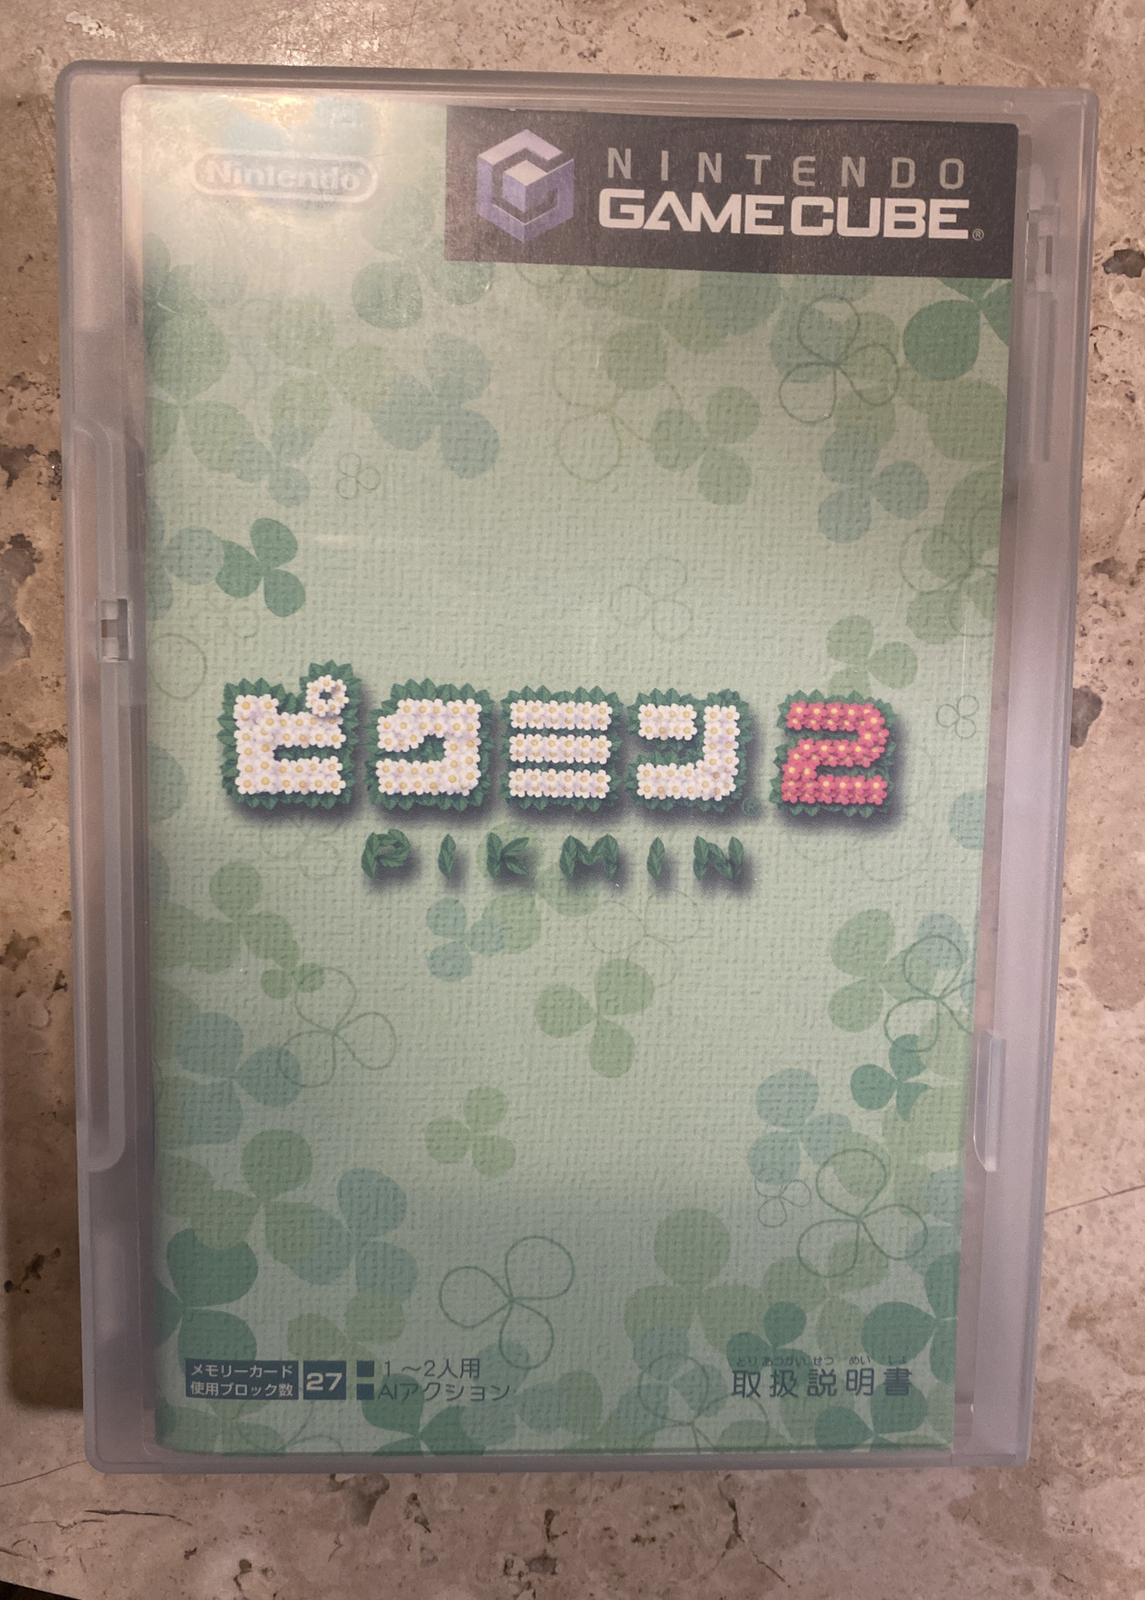 Nintendo
NINTENDO
GAMECUBE®
ピクミン2
PIKMIN
メモリーカード
使用ブロック数
27
1〜2人用
AIアクション
とり あつかい せつ めい しょ
取扱説明書